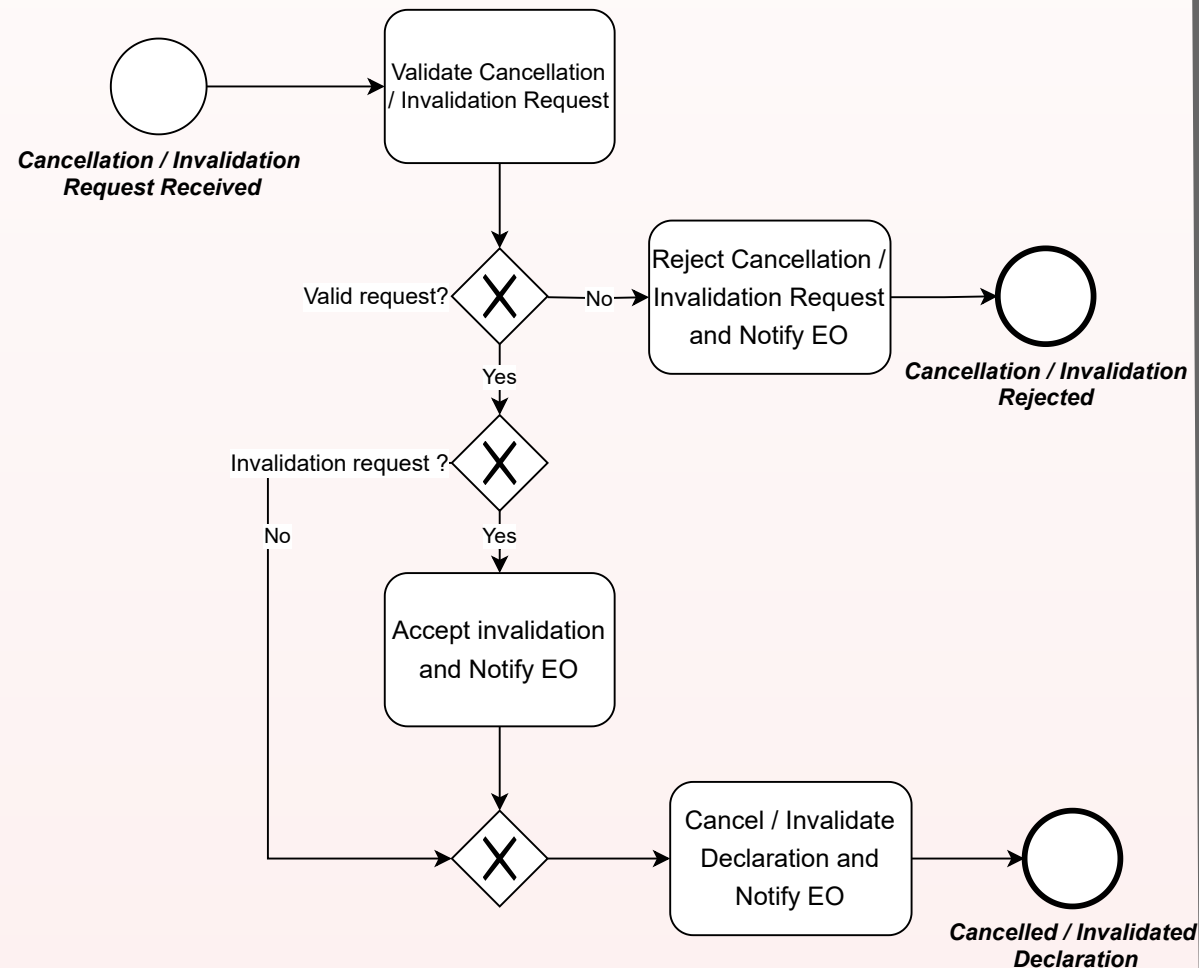 Validate Cancellation
/ Invalidation Request
Cancellation / Invalidation
Request Received
Valid request?
No
Reject Cancellation /
Invalidation Request
and Notify EO
Cancellation / Invalidation
Rejected
Yes
Invalidation request ?
No
Yes
Accept invalidation
and Notify EO
Cancel / Invalidate
Declaration and
Notify EO
Cancelled / Invalidated
Declaration